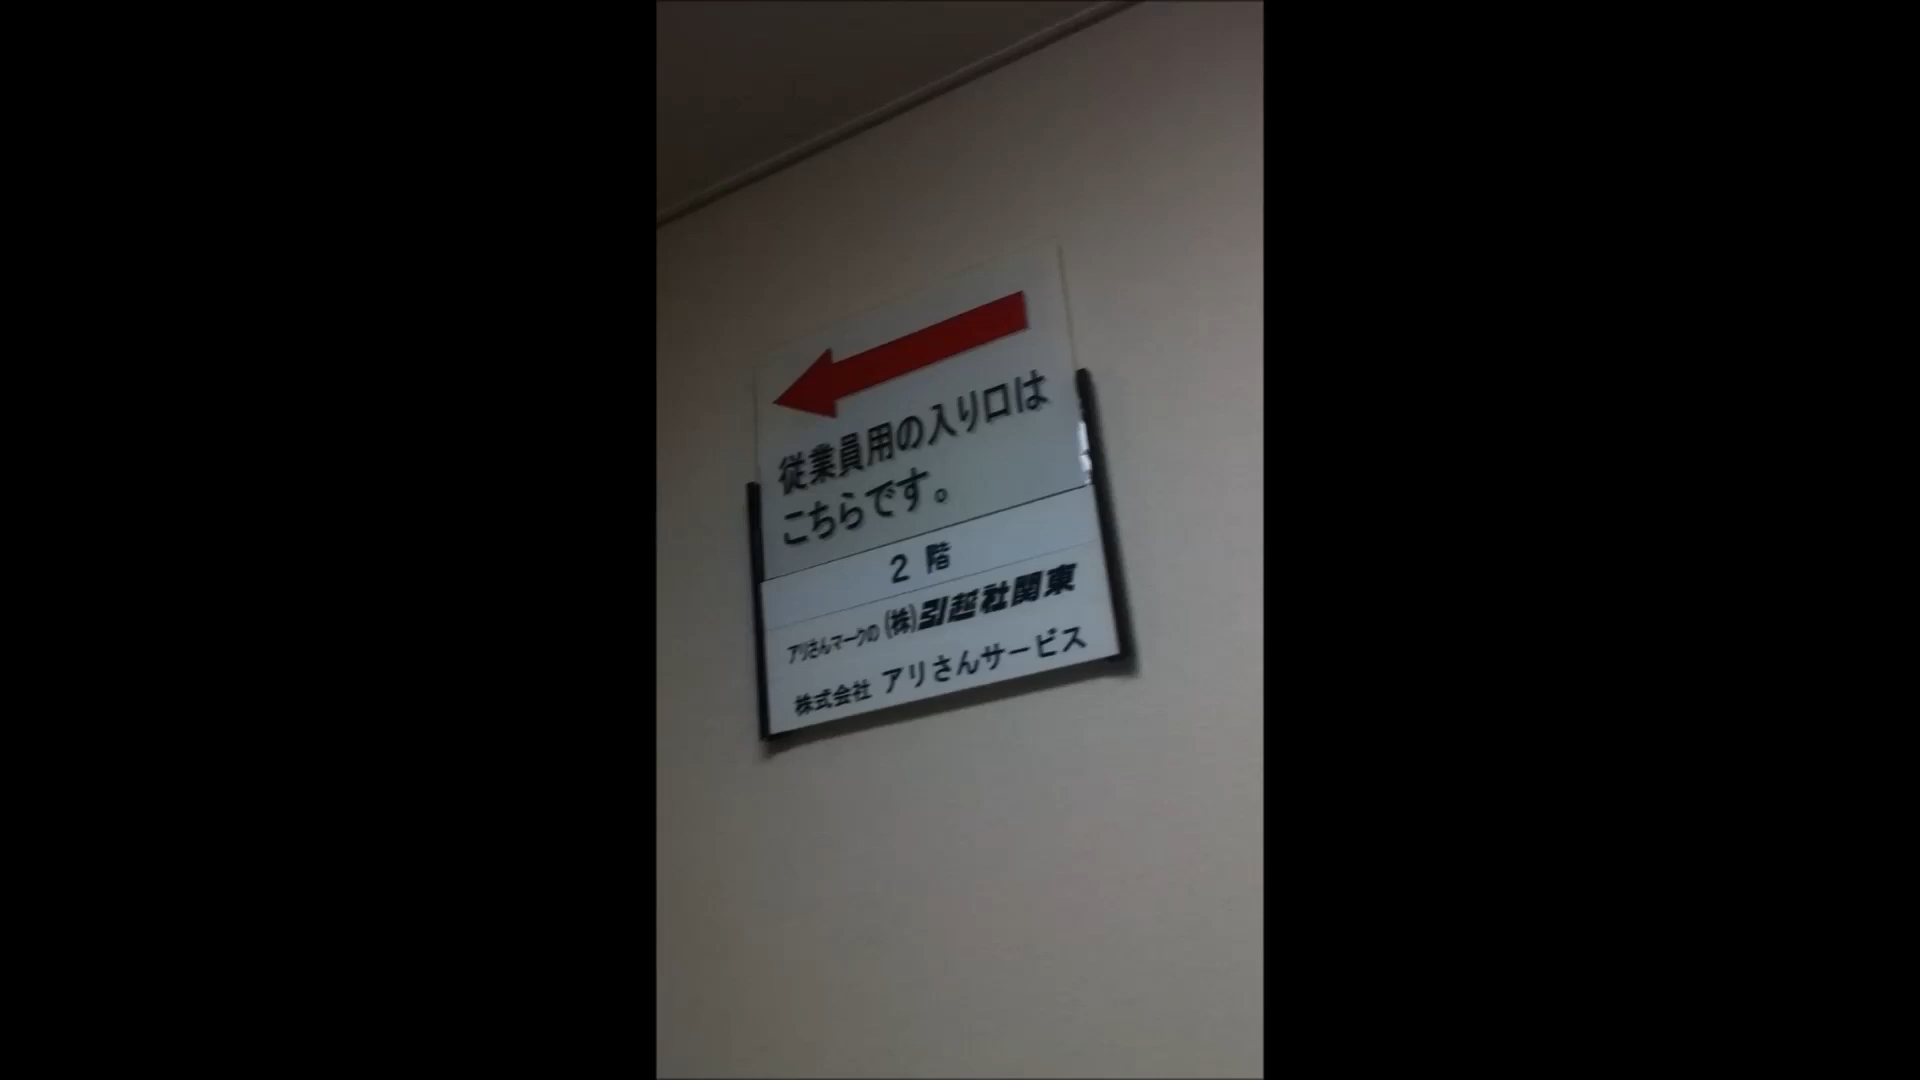 従業員用の入り口は
こちらです。
2 階
アリさんマークの(株)引越社関東
株式会社 アリさんサービス